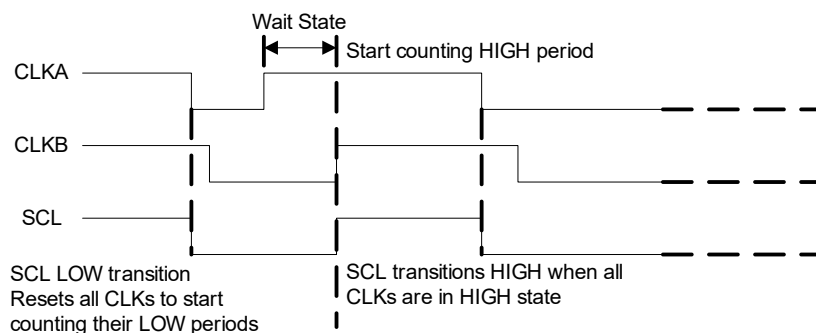 Wait State
Start counting HIGH period
CLKA
CLKB
SCL
SCL LOW transition
Resets all CLKs to start
counting their LOW periods
SCL transitions HIGH when all
CLKs are in HIGH state